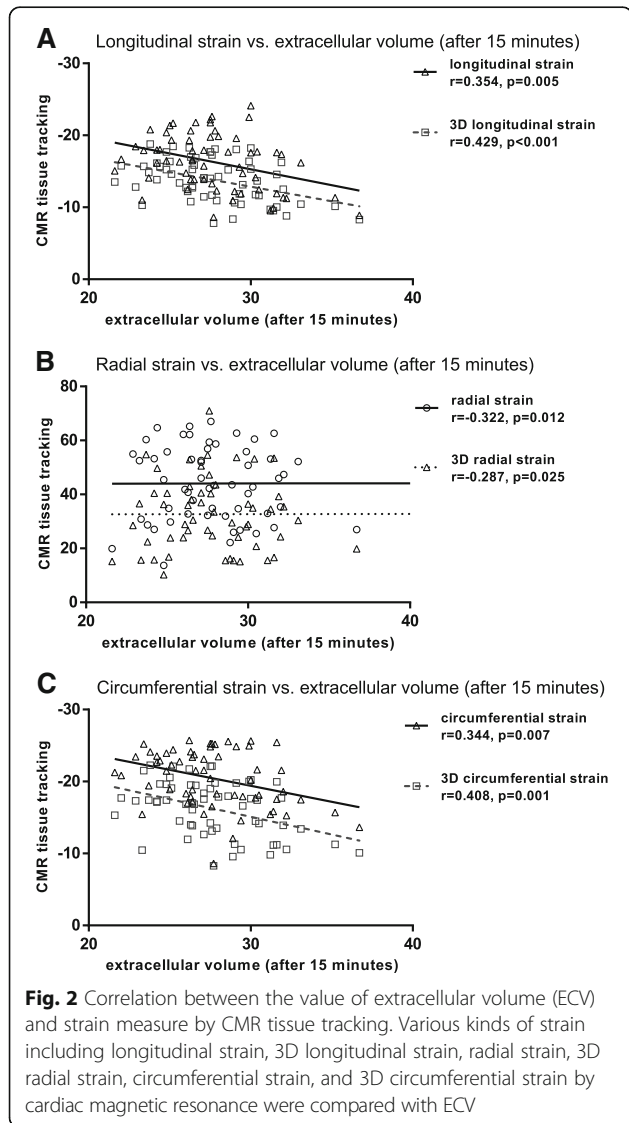 A
Longitudinal strain vs. extracellular volume (after 15 minutes)
-30
-20
-10
0
CMR tissue tracking
20
30
40
extracellular volume (after 15 minutes)
longitudinal strain
r=0.354, p=0.005
3D longitudinal strain
r=0.429, p<0.001
B
Radial strain vs. extracellular volume (after 15 minutes)
80
60
40
20
0
CMR tissue tracking
20
30
40
extracellular volume (after 15 minutes)
radial strain
r=-0.322, p=0.012
3D radial strain
r=-0.287, p=0.025
C
Circumferential strain vs. extracellular volume (after 15 minutes)
-30
-20
-10
0
CMR tissue tracking
20
30
40
extracellular volume (after 15 minutes)
circumferential strain
r=0.344, p=0.007
3D circumferential strain
r=0.408, p=0.001
Fig. 2 Correlation between the value of extracellular volume (ECV)
and strain measure by CMR tissue tracking. Various kinds of strain
including longitudinal strain, 3D longitudinal strain, radial strain, 3D
radial strain, circumferential strain, and 3D circumferential strain by
cardiac magnetic resonance were compared with ECV